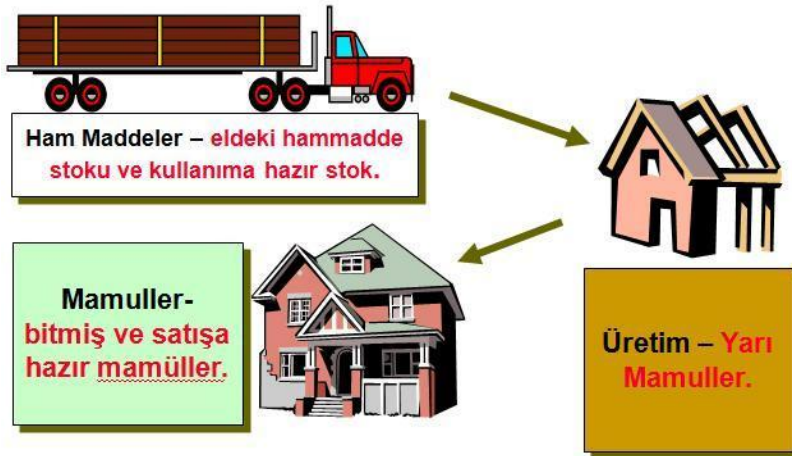 Ham Maddeler – eldeki hammadde
stoku ve kullanıma hazır stok.
Üretim – Yarı
Mamuller.
Mamuller-
bitmiş ve satışa
hazır mamüller.